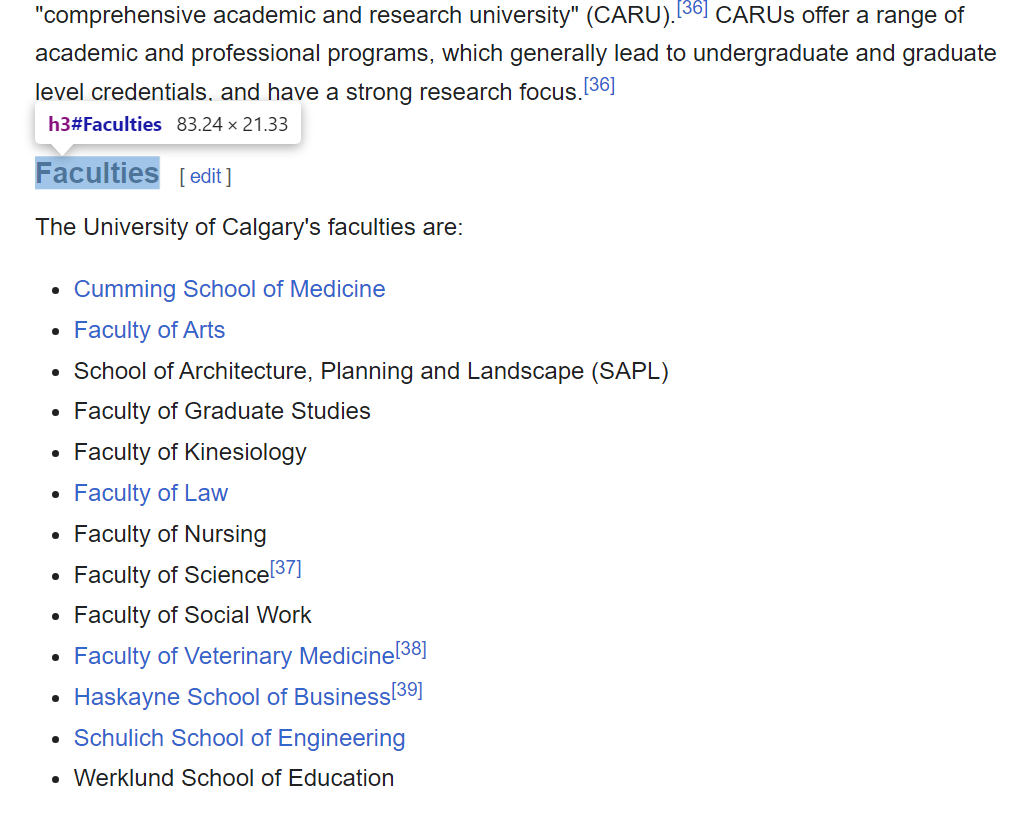 "comprehensive academic and research university" (CARU).[36] CARUs offer a range of
academic and professional programs, which generally lead to undergraduate and graduate
level credentials, and have a strong research focus.[36]
h3#Faculties 83.24 × 21.33
Faculties [ edit ]
The University of Calgary's faculties are:
• Cumming School of Medicine
• Faculty of Arts
• School of Architecture, Planning and Landscape (SAPL)
• Faculty of Graduate Studies
• Faculty of Kinesiology
• Faculty of Law
• Faculty of Nursing
• Faculty of Science[37]
• Faculty of Social Work
• Faculty of Veterinary Medicine[38]
• Haskayne School of Business[39]
• Schulich School of Engineering
• Werklund School of Education